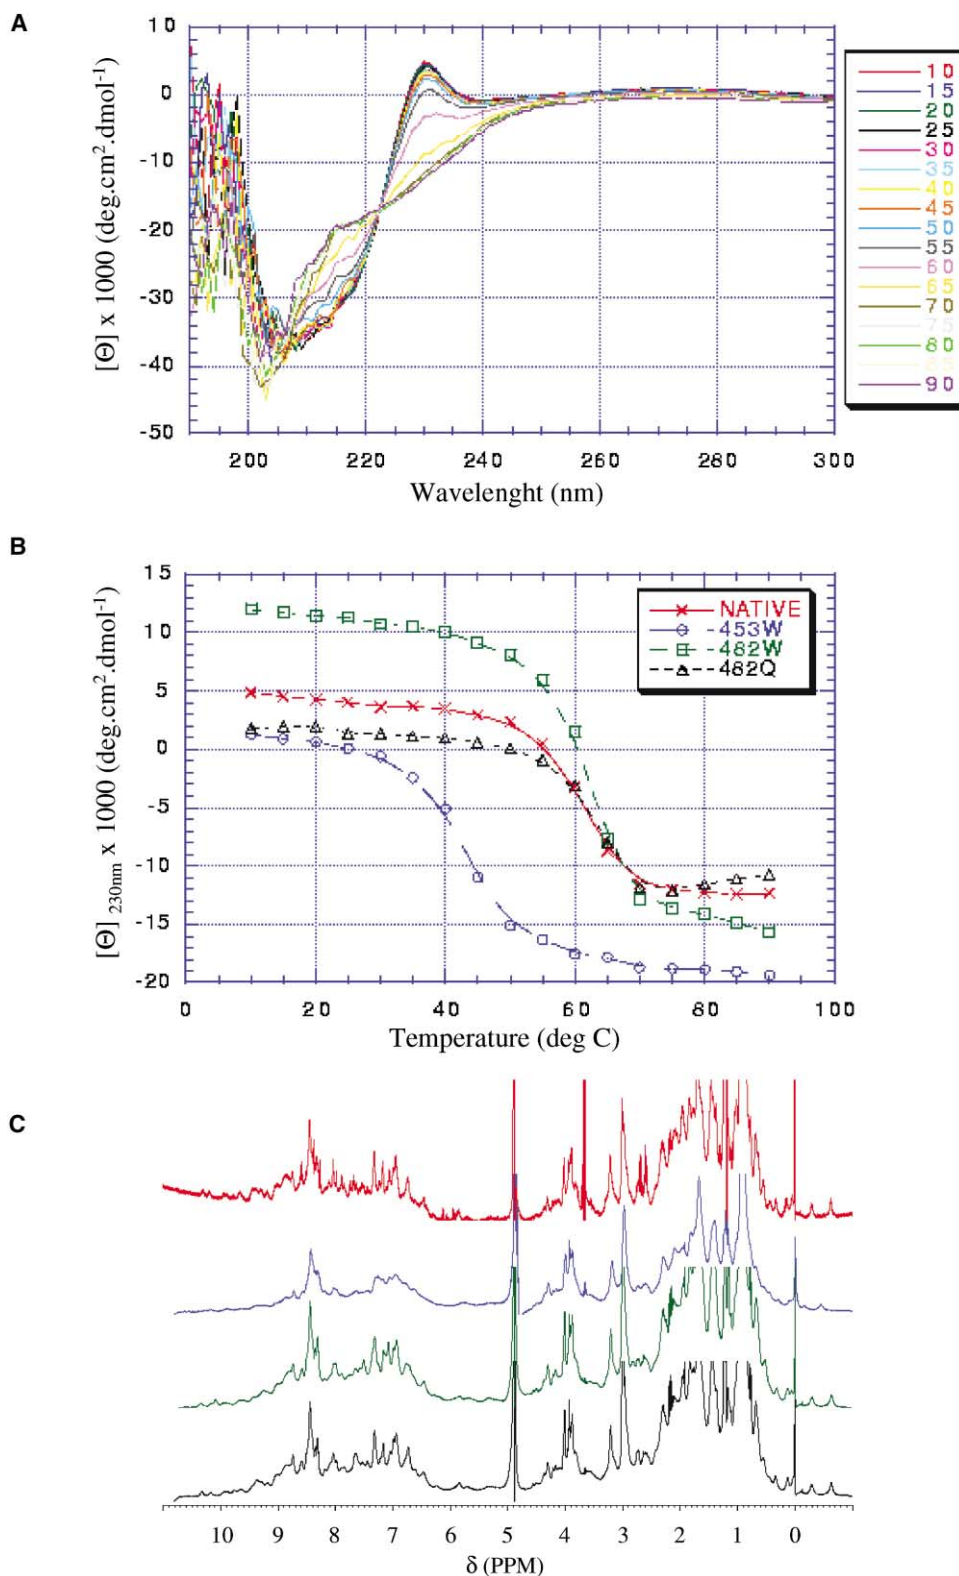 A
10
0
-10
-20
-30
-40
-50
[Θ] x 1000 (deg.cm².dmol⁻¹)
200 220 240 260 280 300
Wavelenght (nm)
10
15
20
25
30
35
40
45
50
55
60
65
70
75
80
85
90
B
15
10
5
0
-5
-10
-15
-20
[Θ] 230nm x 1000 (deg.cm².dmol⁻¹)
NATIVE
453W
482W
482Q
0 20 40 60 80 100
Temperature (deg C)
C
10 9 8 7 6 5 4 3 2 1 0
δ (PPM)